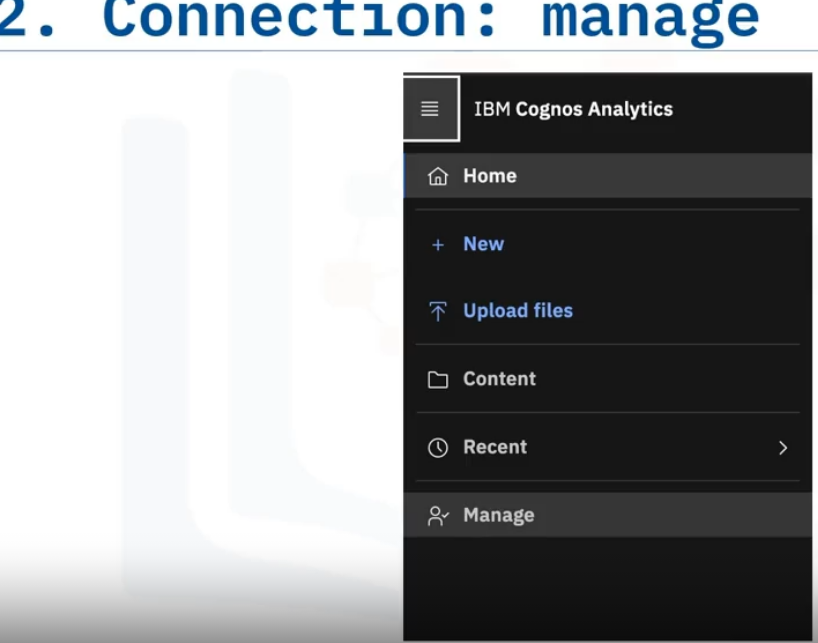 2. Connection: manage
IBM Cognos Analytics
Home
New
Upload files
Content
Recent
Manage